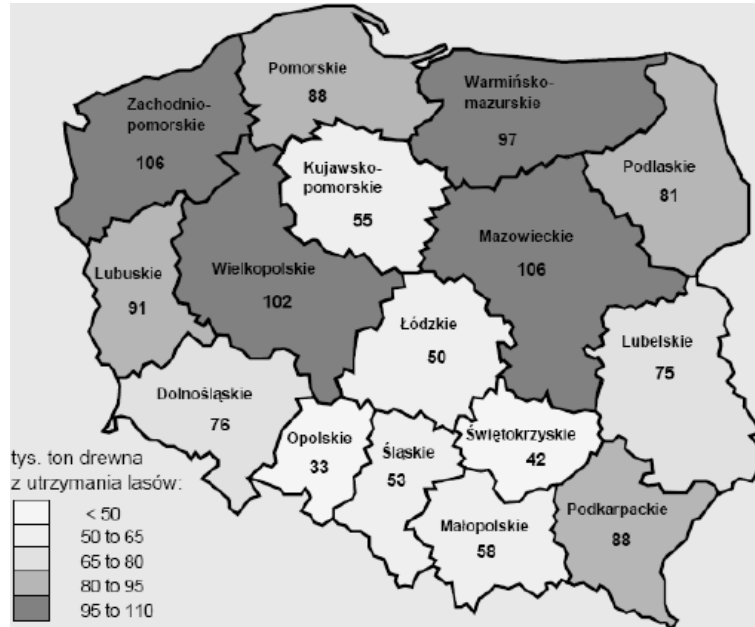 Pomorskie
88
Warmińsko-
mazurskie
97
Zachodnio-
pomorskie
106
Kujawsko-
pomorskie
55
Podlaskie
81
Mazowieckie
106
Wielkopolskie
102
Lubuskie
91
Łódzkie
50
Lubelskie
75
Dolnośląskie
76
Opolskie
33
Śląskie
53
Świętokrzyskie
42
Małopolskie
58
Podkarpackie
88
tys. ton drewna
z utrzymania lasów:
< 50
50 to 65
65 to 80
80 to 95
95 to 110